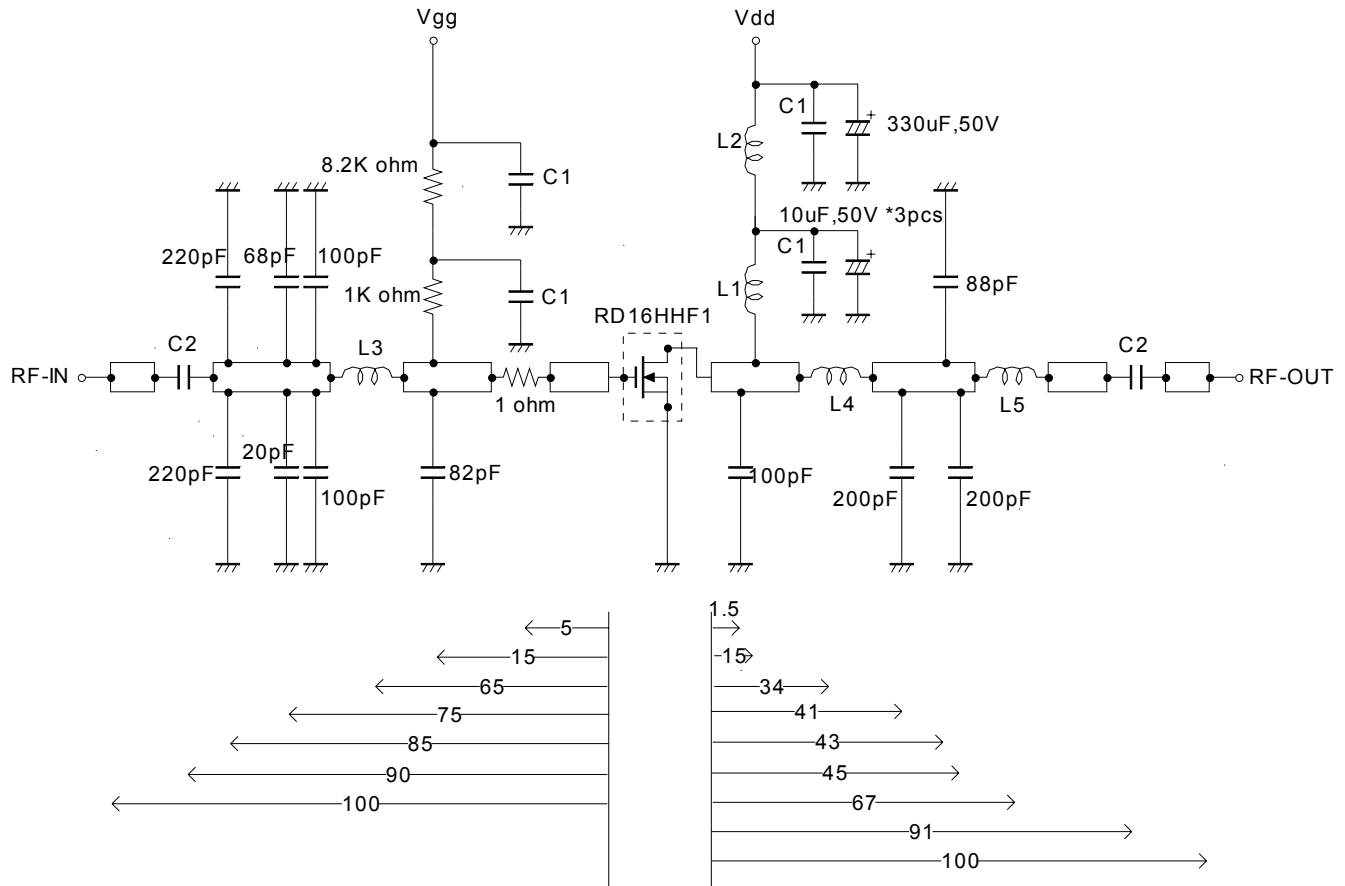 Vgg
Vdd
C1
330uF,50V
L2
8.2K ohm
C1
10uF,50V *3pcs
C1
220pF
68pF
100pF
88pF
1K ohm
C1
L1
RD16HHF1
C2
L3
C2
RF-IN
RF-OUT
1 ohm
L4
L5
220pF
20pF
100pF
82pF
100pF
200pF
200pF
1.5
5
15
15
65
34
75
41
85
43
90
45
100
67
91
100